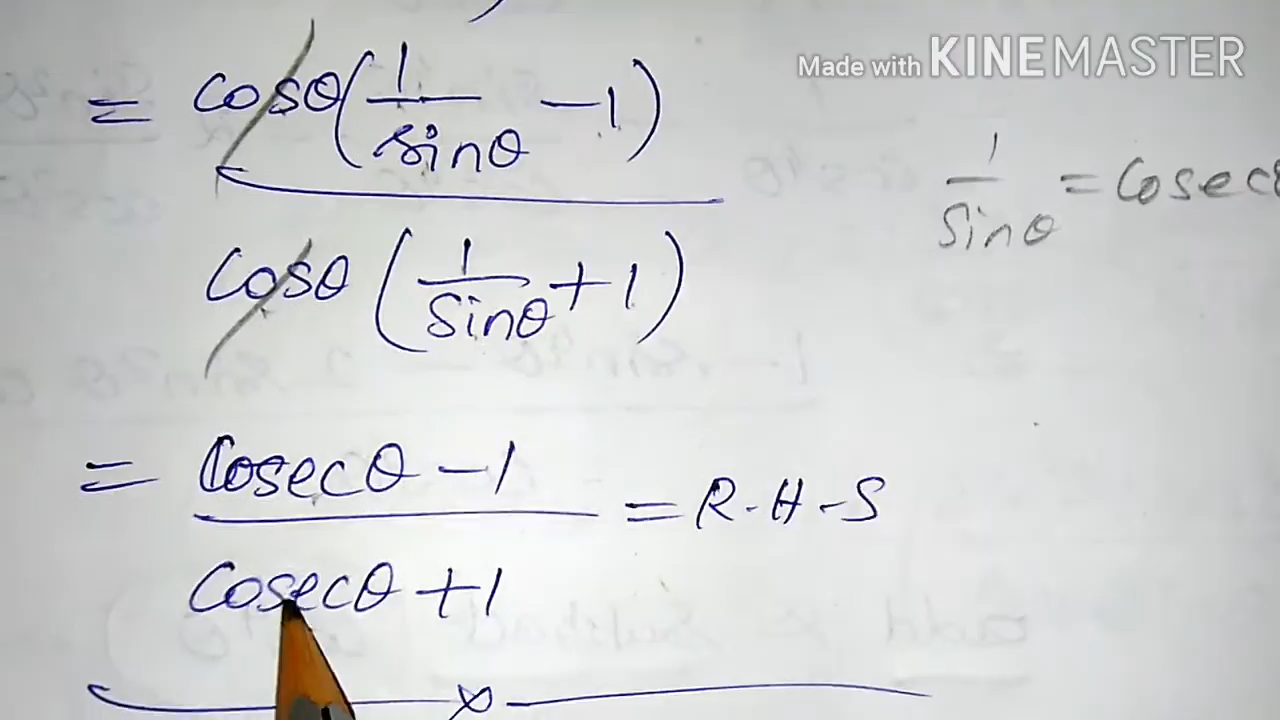 Made with KINEMASTER
= cosθ(1/sinθ - 1)
cosθ (1/sinθ + 1)
1/sinθ = cosec
= cosecθ - 1
cosecθ + 1
= R-H-S